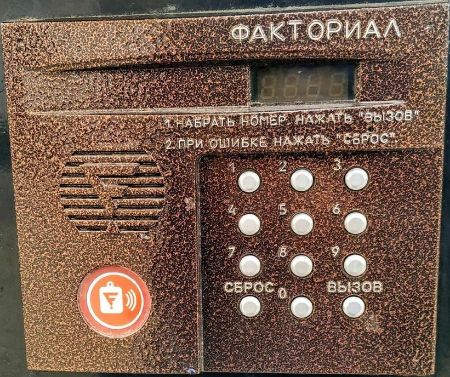 ФАКТОРИАЛ
1. НАБРАТЬ НОМЕР, НАЖАТЬ "ВЫЗОВ"
2. ПРИ ОШИБКЕ НАЖАТЬ "СБРОС"
1 2 3
4 5 6
7 8 9
СБРОС 0 ВЫЗОВ